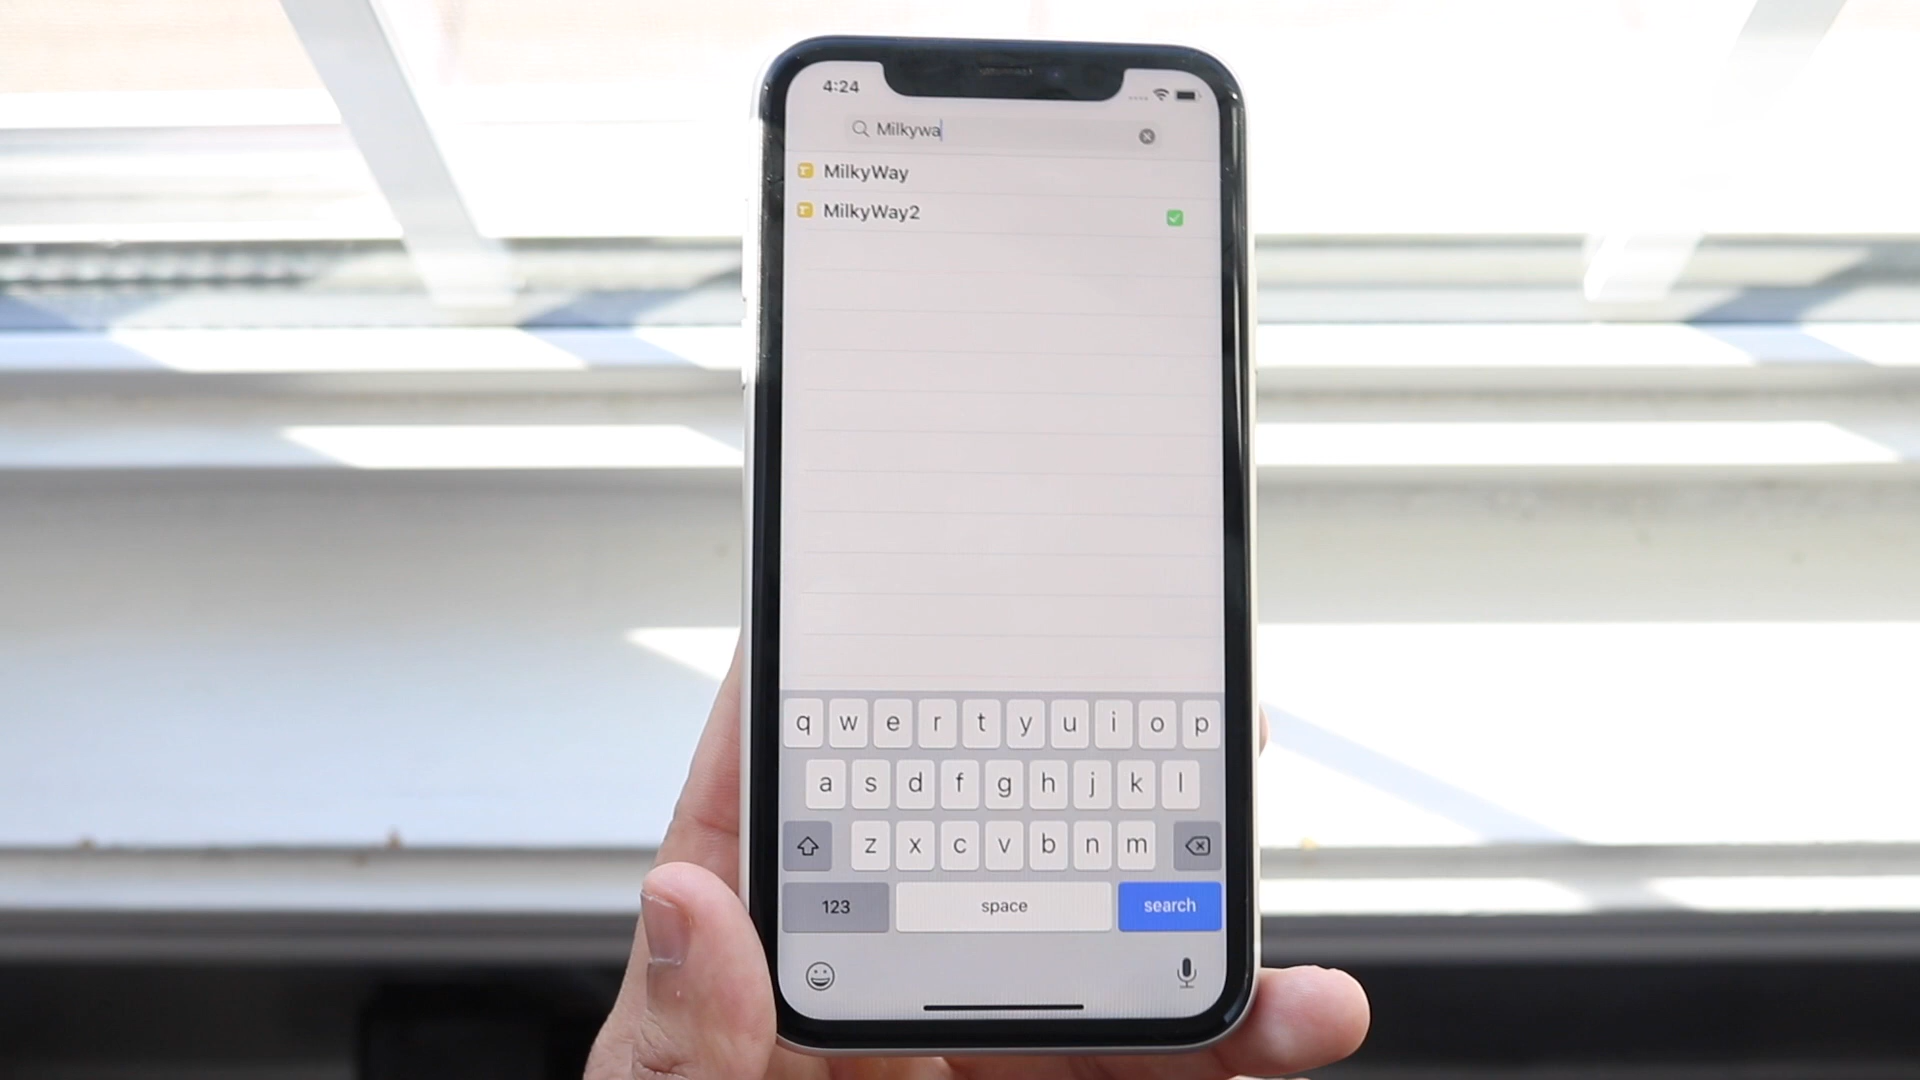 4:24
Milkywa
MilkyWay
MilkyWay2
q w e r t y u i o p
a s d f g h j k l
z x c v b n m
123 space search